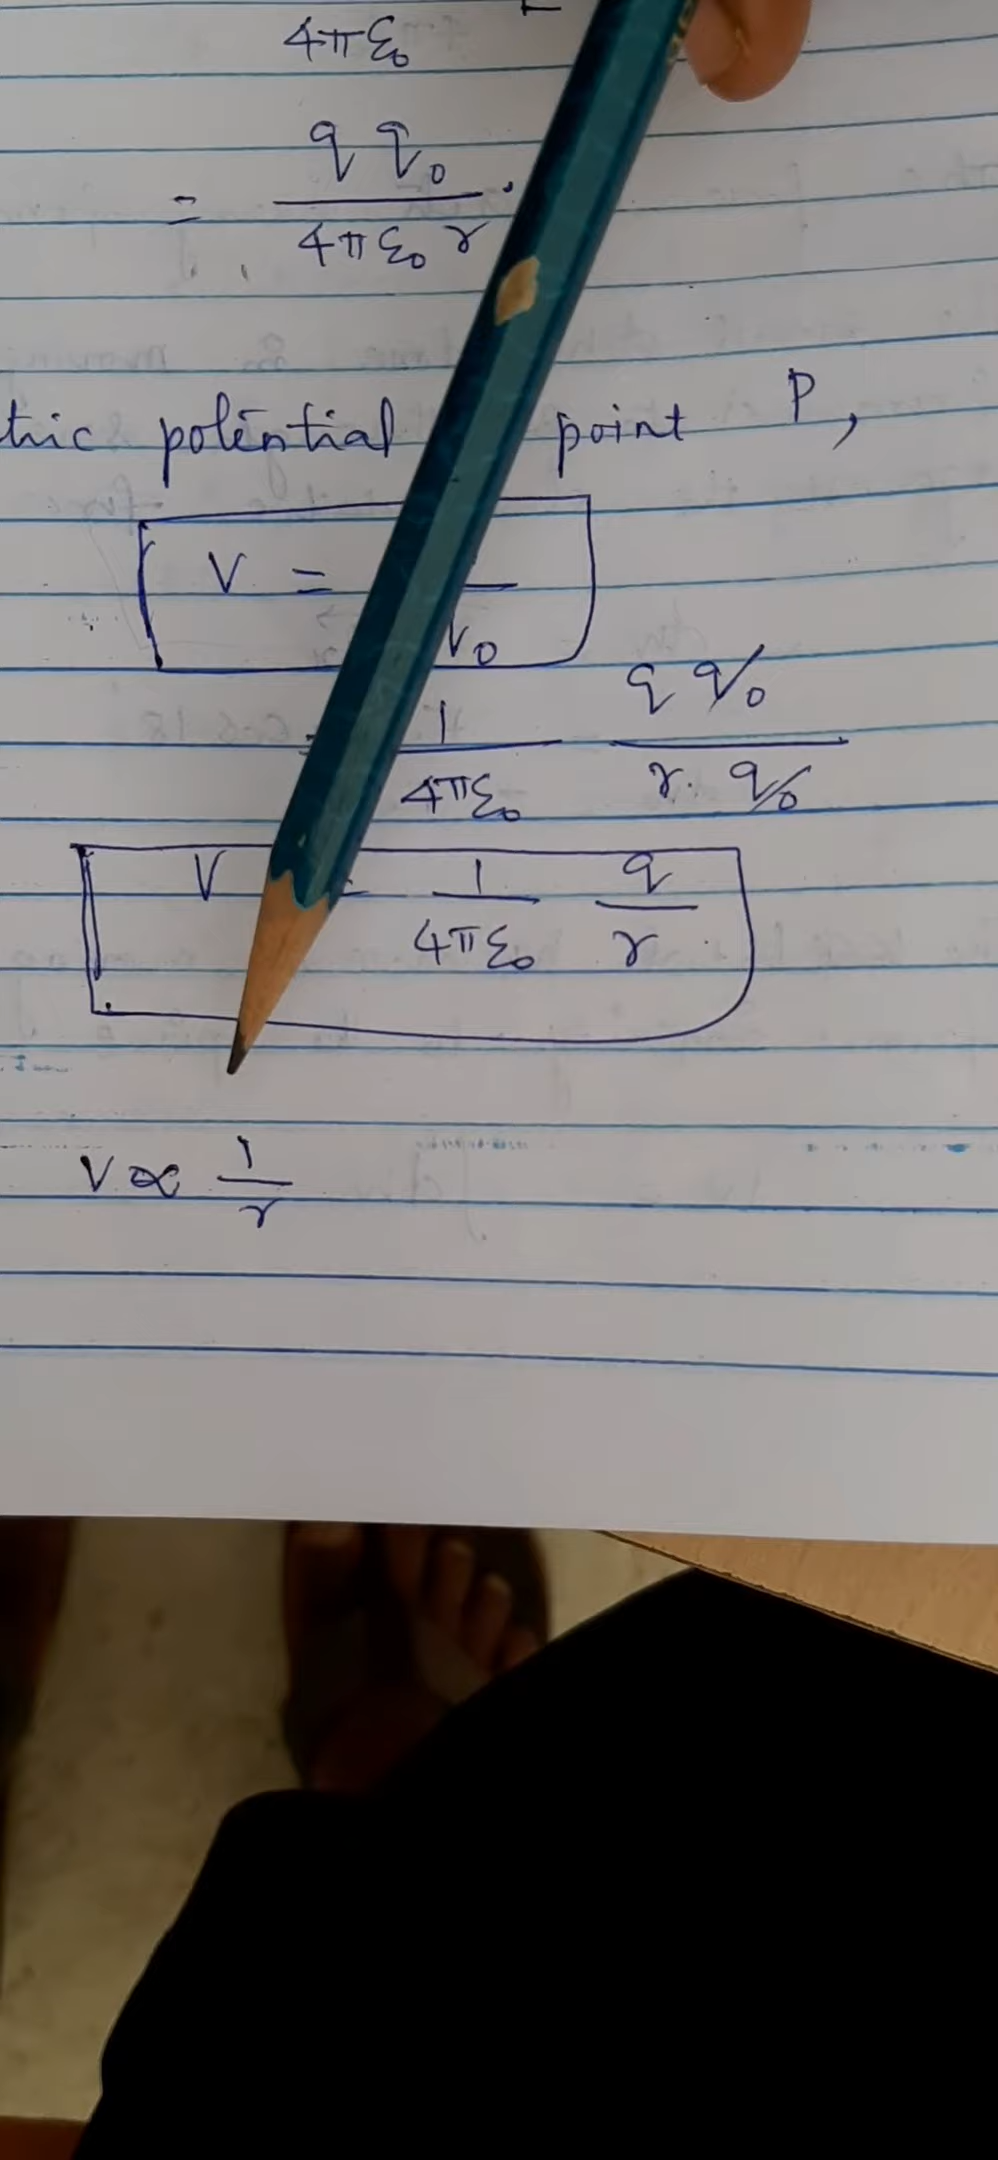 4πε₀
= q q₀ / 4πε₀ r .
tric potential point P,
V = / q₀
1 / 4πε₀ q q₀ / r. q₀
V = 1 / 4πε₀ q / r
V ∝ 1 / r